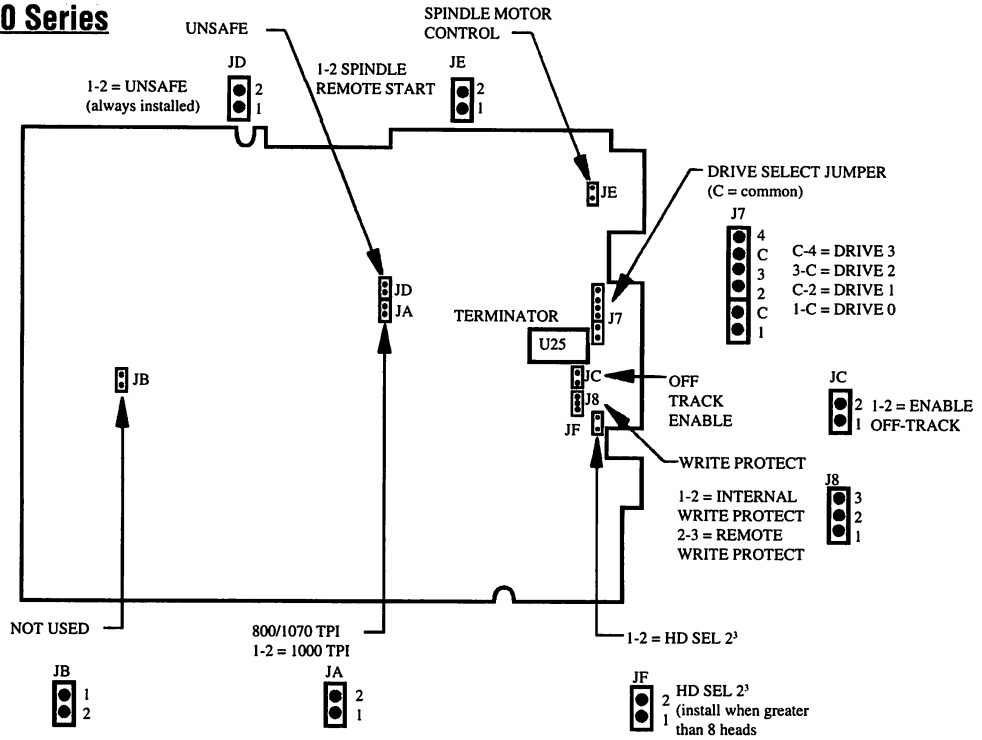 0 Series
UNSAFE
SPINDLE MOTOR
CONTROL
JD
2
1
1-2 = UNSAFE
(always installed)
1-2 SPINDLE
REMOTE START
JE
2
1
JE
DRIVE SELECT JUMPER
(C = common)
J7
4
C
3
2
C
1
C-4 = DRIVE 3
3-C = DRIVE 2
C-2 = DRIVE 1
1-C = DRIVE 0
JD
JA
TERMINATOR
U25
J7
JB
JC
J8
JF
OFF
TRACK
ENABLE
JC
2
1
1-2 = ENABLE
OFF-TRACK
WRITE PROTECT
1-2 = INTERNAL
WRITE PROTECT
2-3 = REMOTE
WRITE PROTECT
J8
3
2
1
NOT USED
800/1070 TPI
1-2 = 1000 TPI
1-2 = HD SEL 2³
JB
1
2
JA
2
1
JF
2
1
HD SEL 2³
(install when greater
than 8 heads